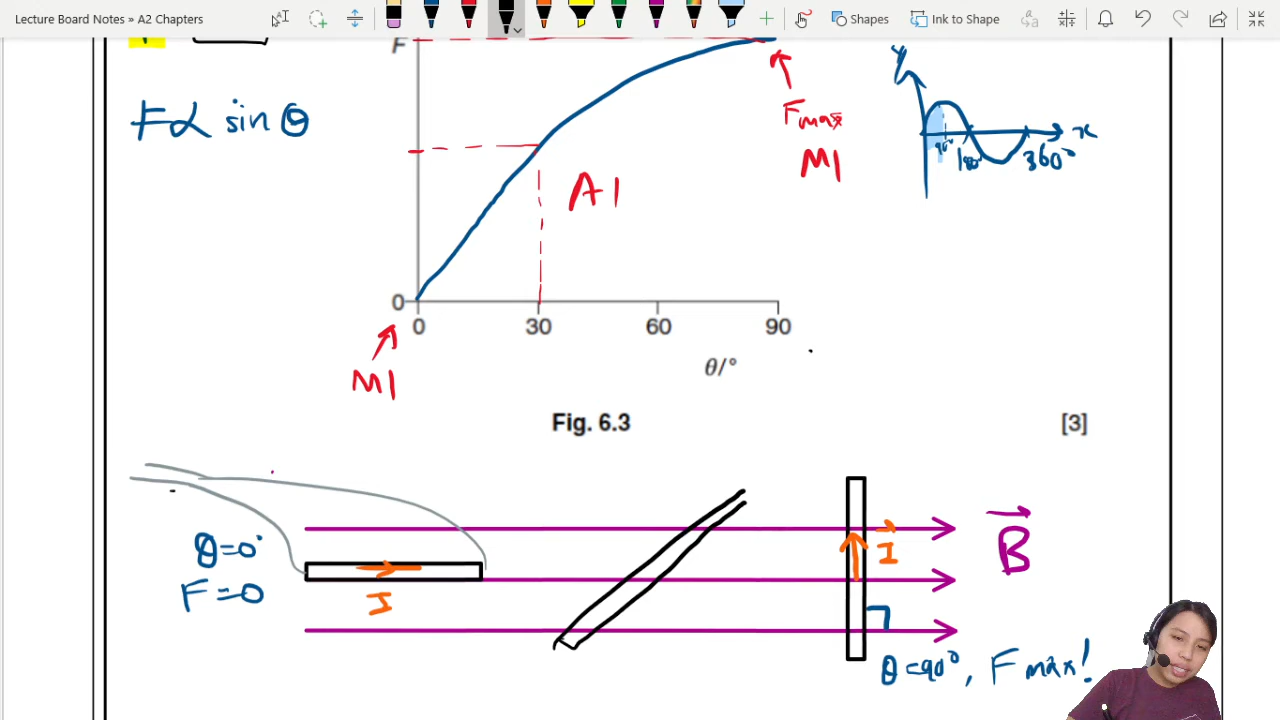 Lecture Board Notes » A2 Chapters
Shapes
Ink to Shape
F
F ∝ sin θ
Fmax
M1
A1
y
x
90°
180°
360°
0
0
30
60
90
M1
θ/°
Fig. 6.3
[3]
θ=0°
F=0
I
I
B
θ=90°, F max!